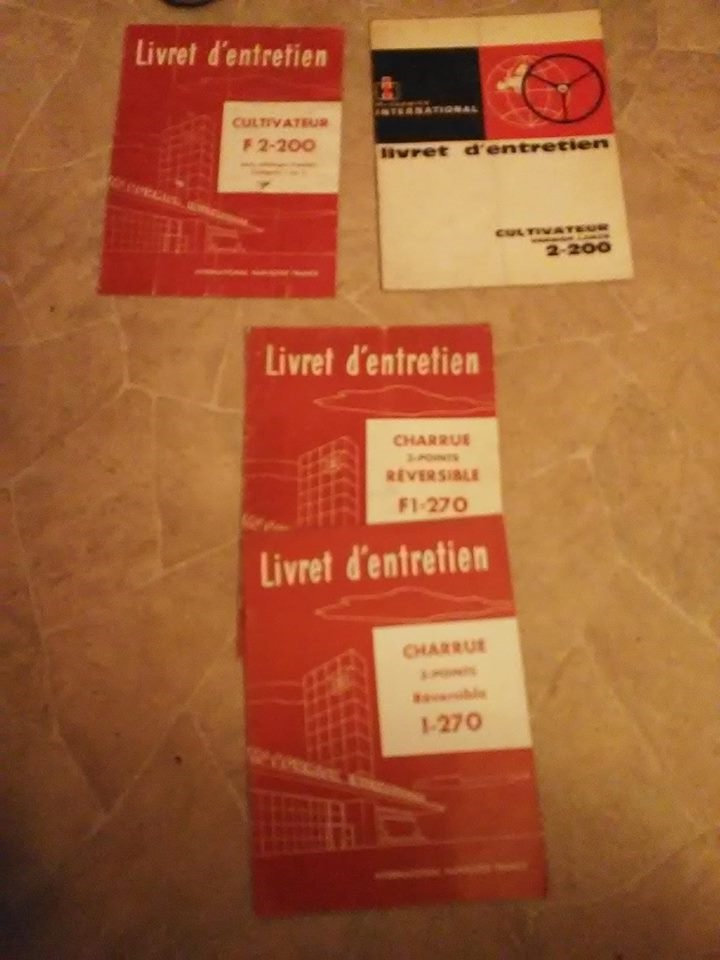 Livret d'entretien
CULTIVATEUR
F 2-200
INTERNATIONAL HARVESTER FRANCE
INTERNATIONAL
livret d'entretien
CULTIVATEUR
2-200
Livret d'entretien
CHARRUE
3-POINTS
RÉVERSIBLE
F1-270
Livret d'entretien
CHARRUE
3-POINTS
Réversible
1-270
INTERNATIONAL HARVESTER FRANCE